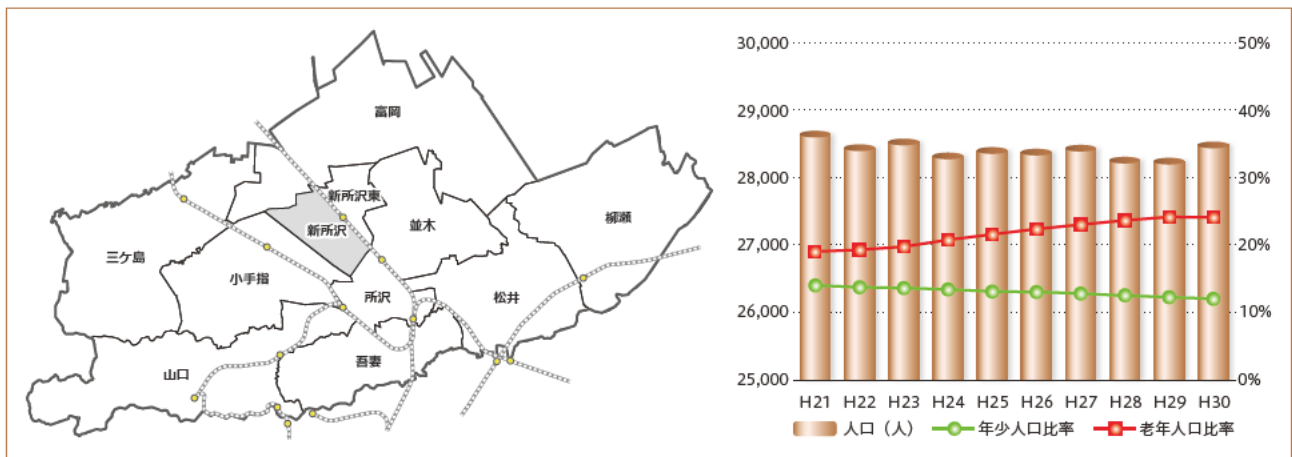 富岡
新所沢東
新所沢
並木
柳瀬
三ケ島
小手指
所沢
松井
山口
吾妻
30,000
29,000
28,000
27,000
26,000
25,000
50%
40%
30%
20%
10%
0%
H21 H22 H23 H24 H25 H26 H27 H28 H29 H30
人口（人） 年少人口比率 老年人口比率